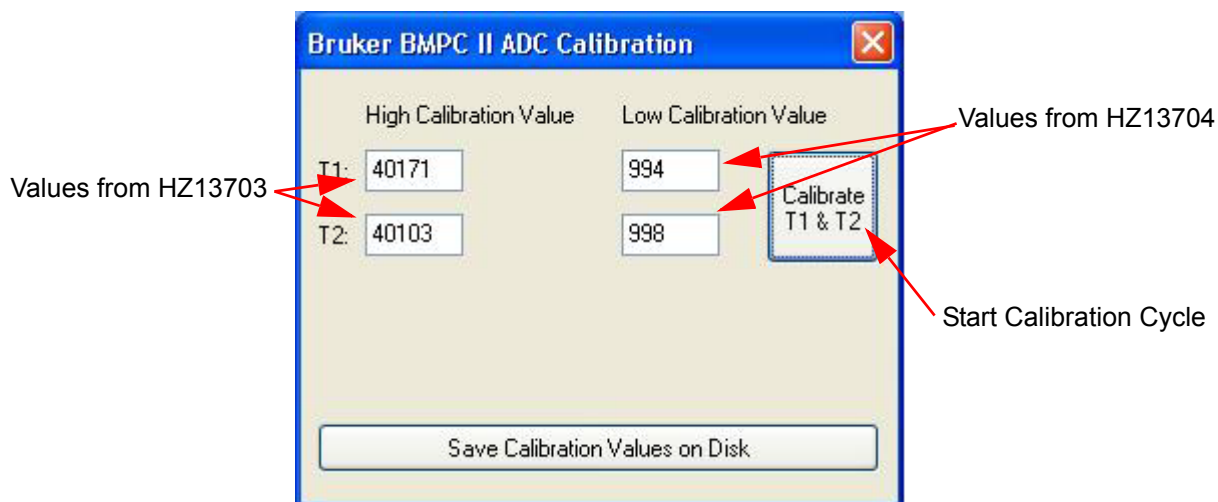 Bruker BMPC II ADC Calibration
High Calibration Value Low Calibration Value
Values from HZ13704
T1: 40171 994
Values from HZ13703
Calibrate
T1 & T2
T2: 40103 998
Start Calibration Cycle
Save Calibration Values on Disk